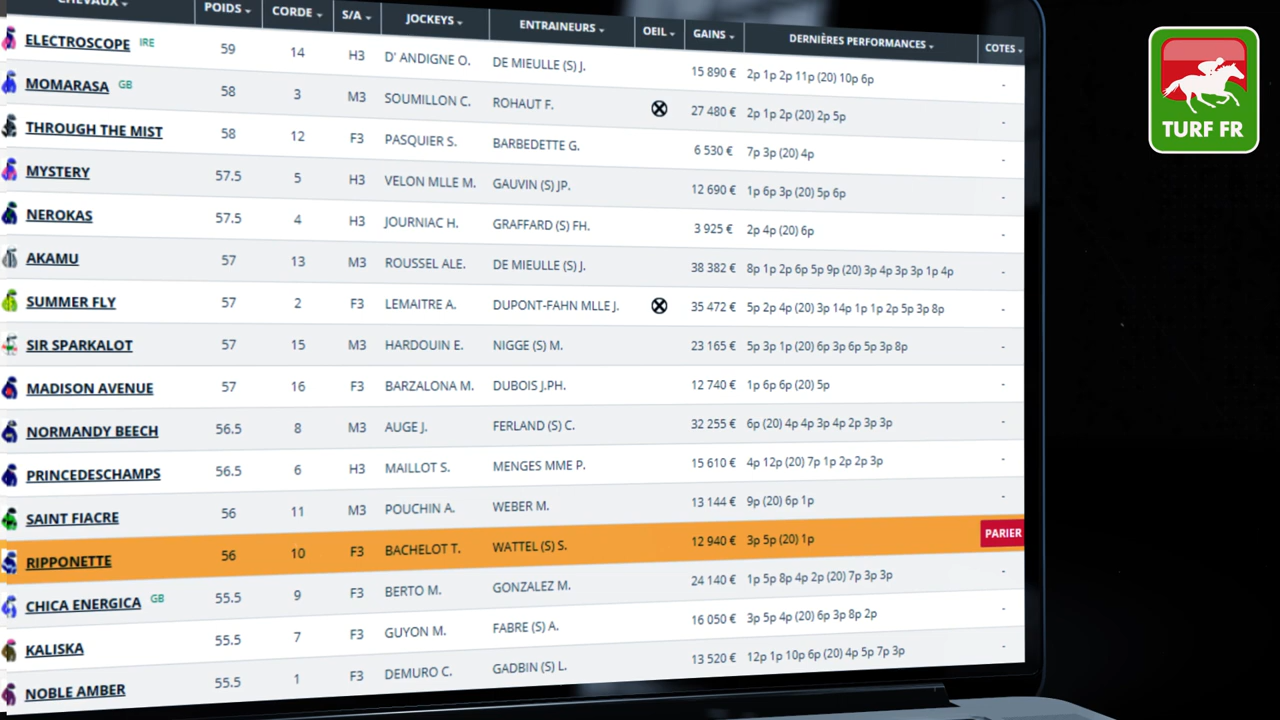 CHEVAUX POIDS CORDE S/A JOCKEYS ENTRAINEURS OEIL GAINS DERNIÈRES PERFORMANCES COTES
ELECTROSCOPE IRE 59 14 H3 D' ANDIGNE O. DE MIEULLE (S) J. 15 890 € 2p 1p 2p 11p (20) 10p 6p -
MOMARASA GB 58 3 M3 SOUMILLON C. ROHAUT F. 27 480 € 2p 1p 2p (20) 2p 5p -
THROUGH THE MIST 58 12 F3 PASQUIER S. BARBEDETTE G. 6 530 € 7p 3p (20) 4p -
MYSTERY 57.5 5 H3 VELON MLLE M. GAUVIN (S) JP. 12 690 € 1p 6p 3p (20) 5p 6p -
NEROKAS 57.5 4 H3 JOURNIAC H. GRAFFARD (S) FH. 3 925 € 2p 4p (20) 6p -
AKAMU 57 13 M3 ROUSSEL ALE. DE MIEULLE (S) J. 38 382 € 8p 1p 2p 6p 5p 9p (20) 3p 4p 3p 3p 1p 4p -
SUMMER FLY 57 2 F3 LEMAITRE A. DUPONT-FAHN MLLE J. 35 472 € 5p 2p 4p (20) 3p 14p 1p 1p 2p 5p 3p 8p -
SIR SPARKALOT 57 15 M3 HARDOUIN E. NIGGE (S) M. 23 165 € 5p 3p 1p (20) 6p 3p 6p 5p 3p 8p -
MADISON AVENUE 57 16 F3 BARZALONA M. DUBOIS J.PH. 12 740 € 1p 6p 6p (20) 5p -
NORMANDY BEECH 56.5 8 M3 AUGE J. FERLAND (S) C. 32 255 € 6p (20) 4p 4p 3p 4p 2p 3p 3p -
PRINCEDESCHAMPS 56.5 6 H3 MAILLOT S. MENGES MME P. 15 610 € 4p 12p (20) 7p 1p 2p 2p 3p -
SAINT FIACRE 56 11 M3 POUCHIN A. WEBER M. 13 144 € 9p (20) 6p 1p -
RIPPONETTE 56 10 F3 BACHELOT T. WATTEL (S) S. 12 940 € 3p 5p (20) 1p PARIER
CHICA ENERGICA GB 55.5 9 F3 BERTO M. GONZALEZ M. 24 140 € 1p 5p 8p 4p 2p (20) 7p 3p 3p -
KALISKA 55.5 7 F3 GUYON M. FABRE (S) A. 16 050 € 3p 5p 4p (20) 6p 3p 8p 2p -
NOBLE AMBER 55.5 1 F3 DEMURO C. GADBIN (S) L. 13 520 € 12p 1p 10p 6p (20) 4p 5p 7p 3p -
TURF FR